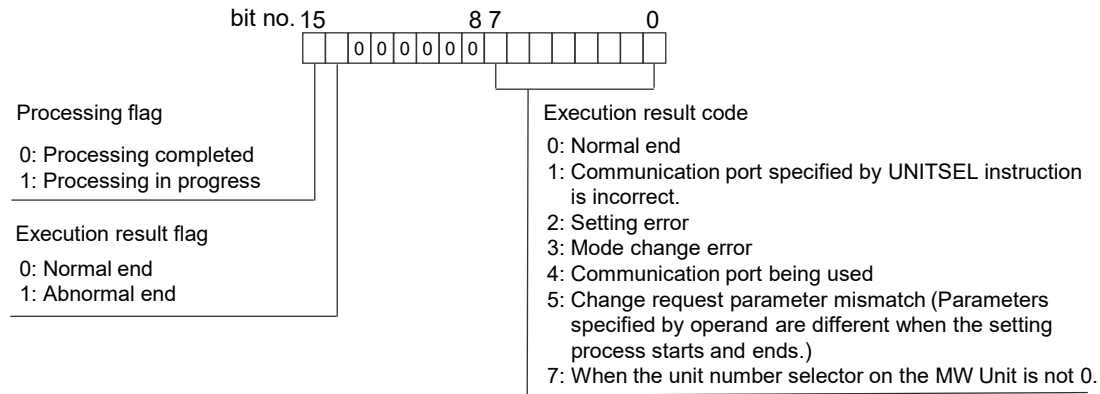 bit no. 15 8 7 0
0 0 0 0 0 0
Processing flag
0: Processing completed
1: Processing in progress
Execution result flag
0: Normal end
1: Abnormal end
Execution result code
0: Normal end
1: Communication port specified by UNITSEL instruction
is incorrect.
2: Setting error
3: Mode change error
4: Communication port being used
5: Change request parameter mismatch (Parameters
specified by operand are different when the setting
process starts and ends.)
7: When the unit number selector on the MW Unit is not 0.